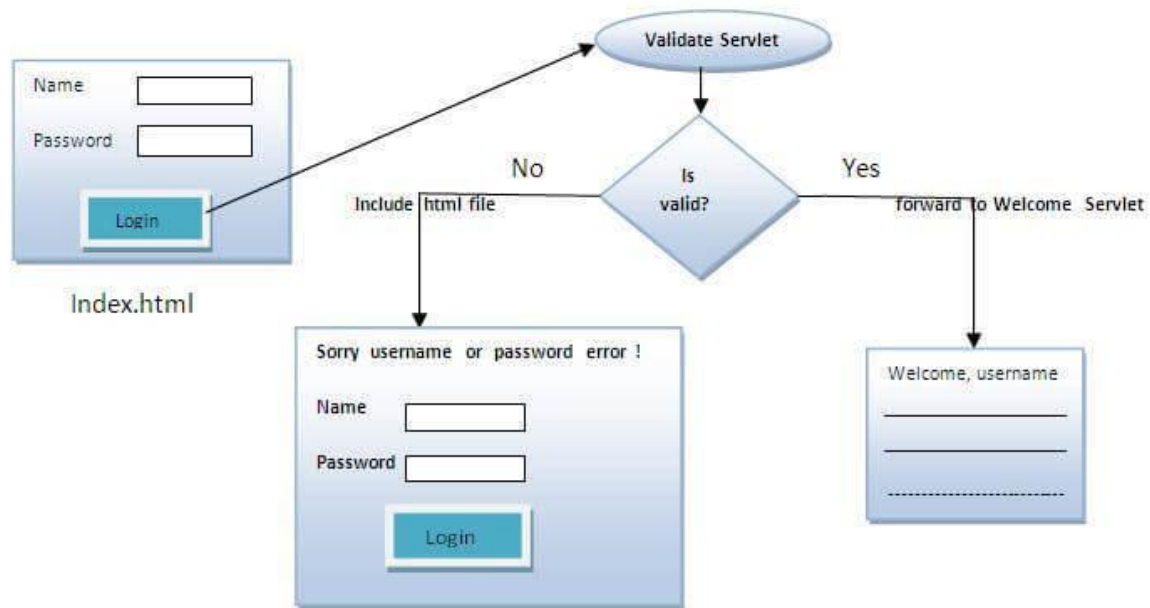 Validate Servlet
Name
Password
Login
Index.html
Is
valid?
No
Include html file
Yes
forward to Welcome Servlet
Sorry username or password error !
Name
Password
Login
Welcome, username